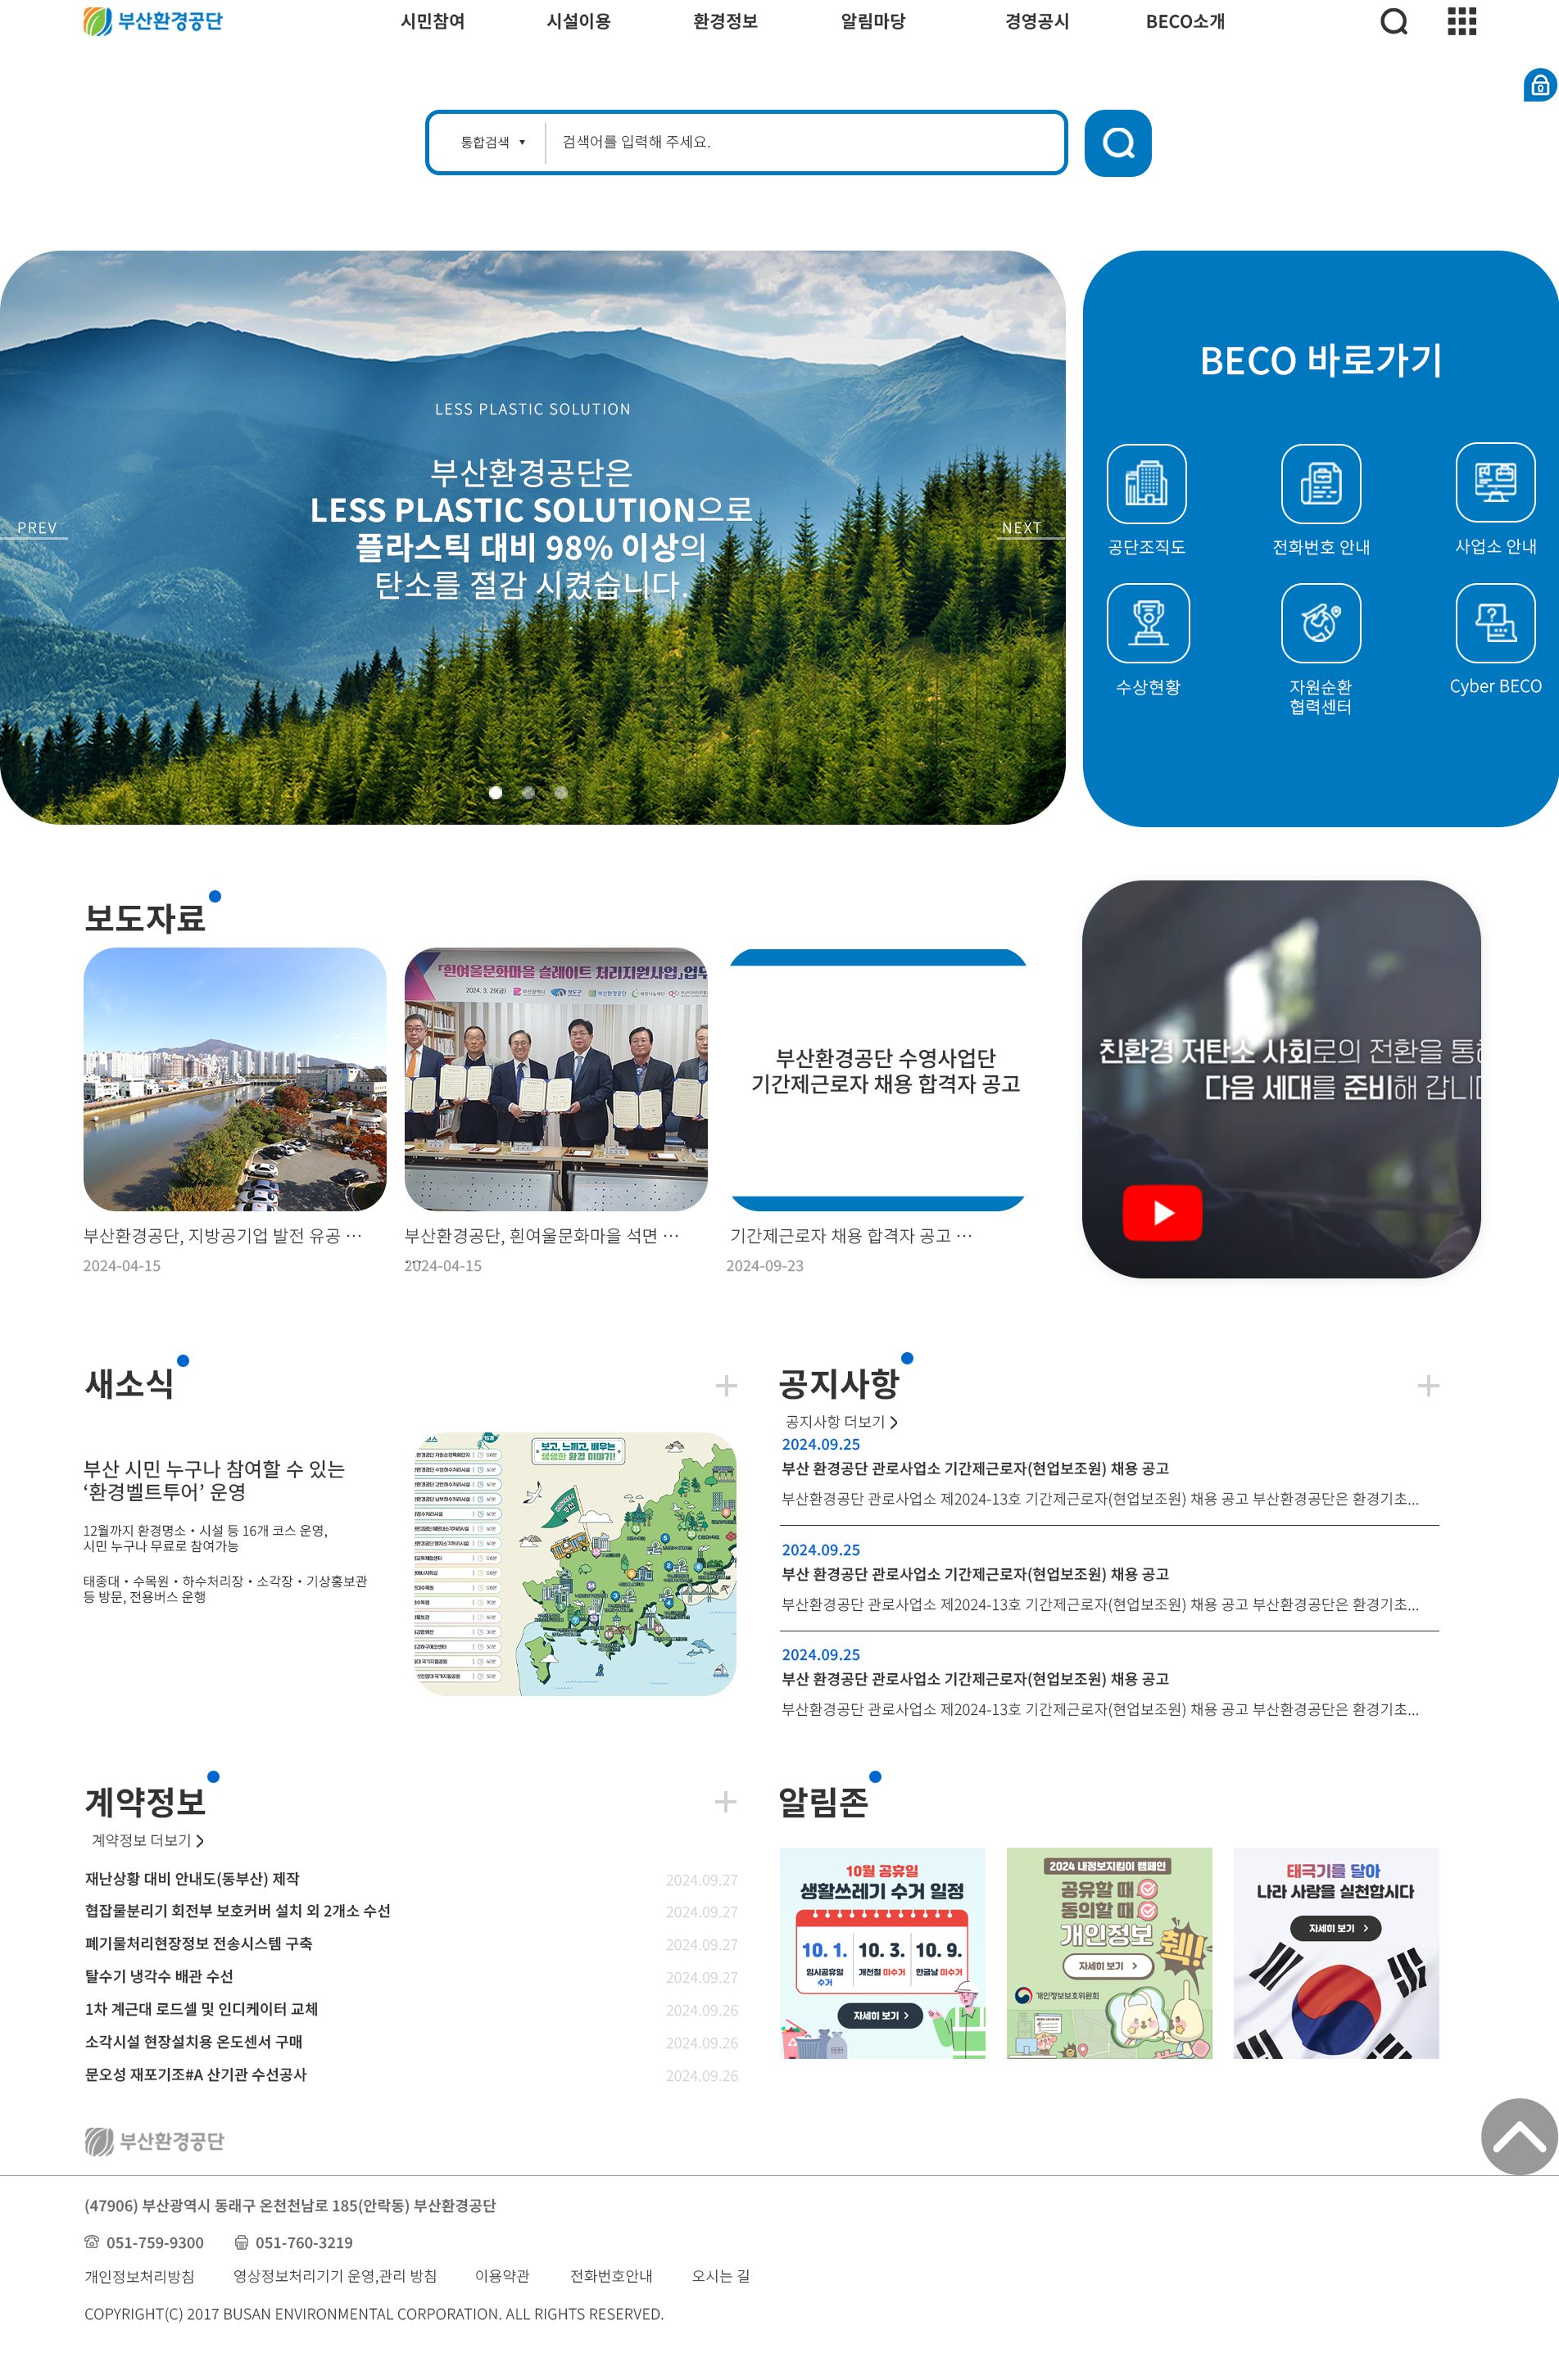 부산환경공단
시민참여
시설이용
환경정보
알림마당
경영공시
BECO소개
통합검색
검색어를 입력해 주세요.
LESS PLASTIC SOLUTION
부산환경공단은
LESS PLASTIC SOLUTION으로
플라스틱 대비 98% 이상의
탄소를 절감 시켰습니다.
PREV
NEXT
BECO 바로가기
공단조직도
전화번호 안내
사업소 안내
수상현황
자원순환
협력센터
Cyber BECO
보도자료
「흰여울문화마을 슬레이트 처리지원사업」업무
2024. 3. 29(금)
부산환경공단 수영사업단
기간제근로자 채용 합격자 공고
부산환경공단, 지방공기업 발전 유공 …
2024-04-15
부산환경공단, 흰여울문화마을 석면 …
2024-04-15
기간제근로자 채용 합격자 공고 …
2024-09-23
친환경 저탄소 사회로의 전환을 통해
다음 세대를 준비해 갑니다
새소식
부산 시민 누구나 참여할 수 있는
‘환경벨트투어’ 운영
12월까지 환경명소・시설 등 16개 코스 운영,
시민 누구나 무료로 참여가능
태종대・수목원・하수처리장・소각장・기상홍보관
등 방문, 전용버스 운행
보고, 느끼고, 배우는
생생한 환경 이야기!
공지사항
공지사항 더보기
2024.09.25
부산 환경공단 관로사업소 기간제근로자(현업보조원) 채용 공고
부산환경공단 관로사업소 제2024-13호 기간제근로자(현업보조원) 채용 공고 부산환경공단은 환경기초...
2024.09.25
부산 환경공단 관로사업소 기간제근로자(현업보조원) 채용 공고
부산환경공단 관로사업소 제2024-13호 기간제근로자(현업보조원) 채용 공고 부산환경공단은 환경기초...
2024.09.25
부산 환경공단 관로사업소 기간제근로자(현업보조원) 채용 공고
부산환경공단 관로사업소 제2024-13호 기간제근로자(현업보조원) 채용 공고 부산환경공단은 환경기초...
계약정보
계약정보 더보기
재난상황 대비 안내도(동부산) 제작 2024.09.27
협잡물분리기 회전부 보호커버 설치 외 2개소 수선 2024.09.27
폐기물처리현장정보 전송시스템 구축 2024.09.27
탈수기 냉각수 배관 수선 2024.09.27
1차 계근대 로드셀 및 인디케이터 교체 2024.09.26
소각시설 현장설치용 온도센서 구매 2024.09.26
문오성 재포기조#A 산기관 수선공사 2024.09.26
알림존
10월 공휴일
생활쓰레기 수거 일정
10. 1. 10. 3. 10. 9.
임시공휴일 개천절 미수거 한글날 미수거
수거
자세히 보기
2024 내정보지킴이 캠페인
공유할 때
동의할 때
개인정보
췍!
자세히 보기
개인정보보호위원회
태극기를 달아
나라 사랑을 실천합시다
자세히 보기
부산환경공단
(47906) 부산광역시 동래구 온천천남로 185(안락동) 부산환경공단
051-759-9300
051-760-3219
개인정보처리방침
영상정보처리기기 운영,관리 방침
이용약관
전화번호안내
오시는 길
COPYRIGHT(C) 2017 BUSAN ENVIRONMENTAL CORPORATION. ALL RIGHTS RESERVED.